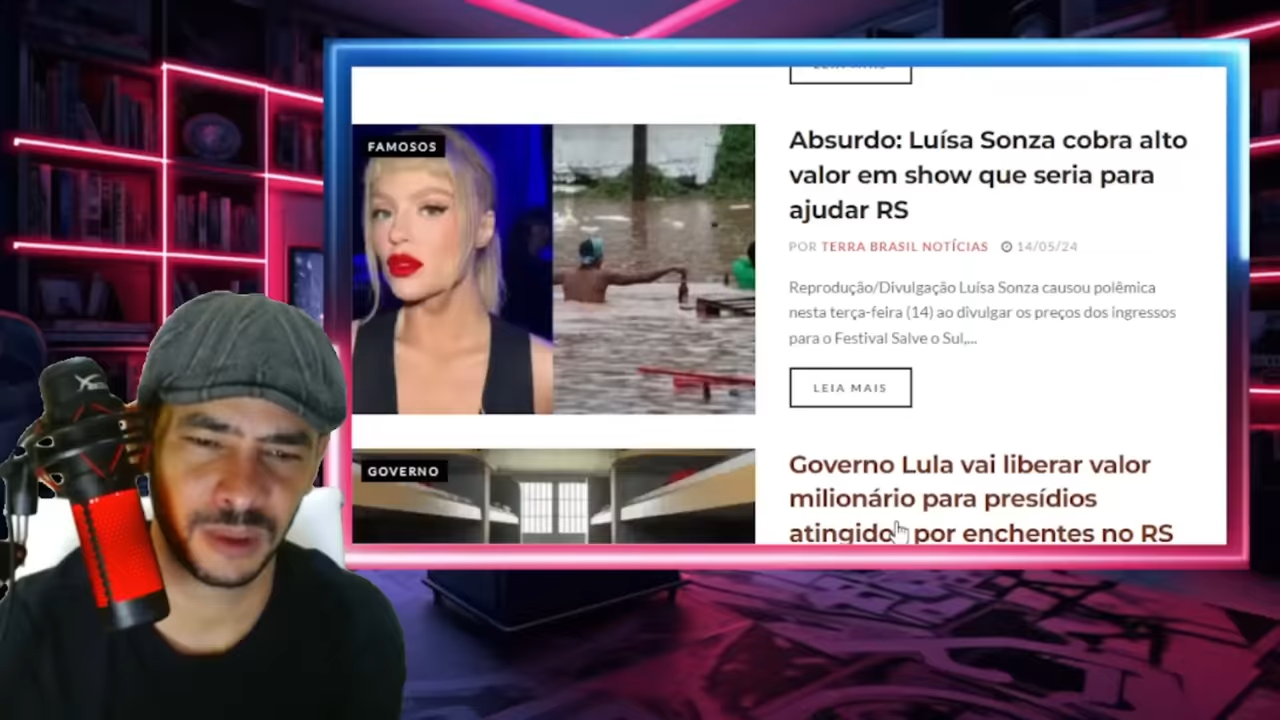 FAMOSOS
Absurdo: Luísa Sonza cobra alto
valor em show que seria para
ajudar RS
POR TERRA BRASIL NOTÍCIAS 14/05/24
Reprodução/Divulgação Luísa Sonza causou polêmica
nesta terça-feira (14) ao divulgar os preços dos ingressos
para o Festival Salve o Sul,...
LEIA MAIS
GOVERNO
Governo Lula vai liberar valor
milionário para presídios
atingido por enchentes no RS